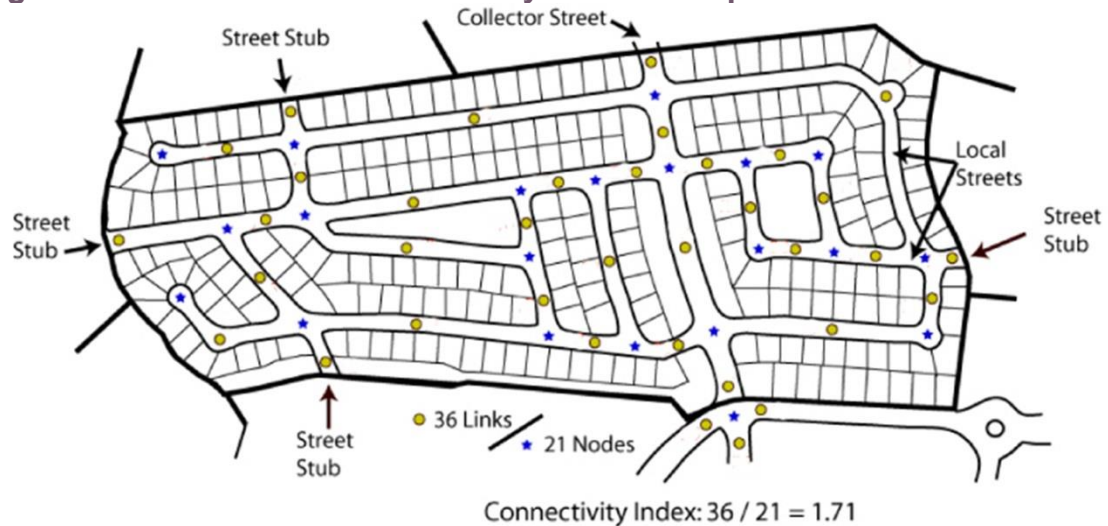 Collector Street
Street Stub
Local
Streets
Street
Stub
Street
Stub
36 Links
21 Nodes
Street
Stub
Connectivity Index: 36 / 21 = 1.71